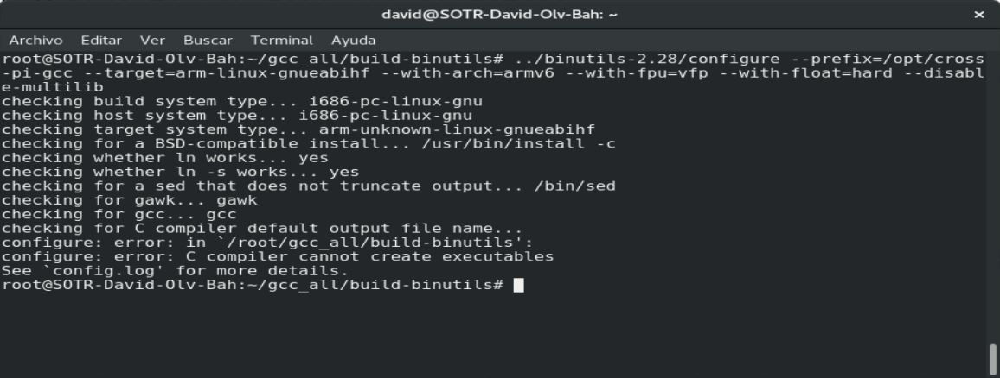 david@SOTR-David-Olv-Bah: ~
Archivo Editar Ver Buscar Terminal Ayuda
root@SOTR-David-Olv-Bah:~/gcc_all/build-binutils# ../binutils-2.28/configure --prefix=/opt/cross
-pi-gcc --target=arm-linux-gnueabihf --with-arch=armv6 --with-fpu=vfp --with-float=hard --disabl
e-multilib
checking build system type... i686-pc-linux-gnu
checking host system type... i686-pc-linux-gnu
checking target system type... arm-unknown-linux-gnueabihf
checking for a BSD-compatible install... /usr/bin/install -c
checking whether ln works... yes
checking whether ln -s works... yes
checking for a sed that does not truncate output... /bin/sed
checking for gawk... gawk
checking for gcc... gcc
checking for C compiler default output file name...
configure: error: in `/root/gcc_all/build-binutils':
configure: error: C compiler cannot create executables
See `config.log' for more details.
root@SOTR-David-Olv-Bah:~/gcc_all/build-binutils#